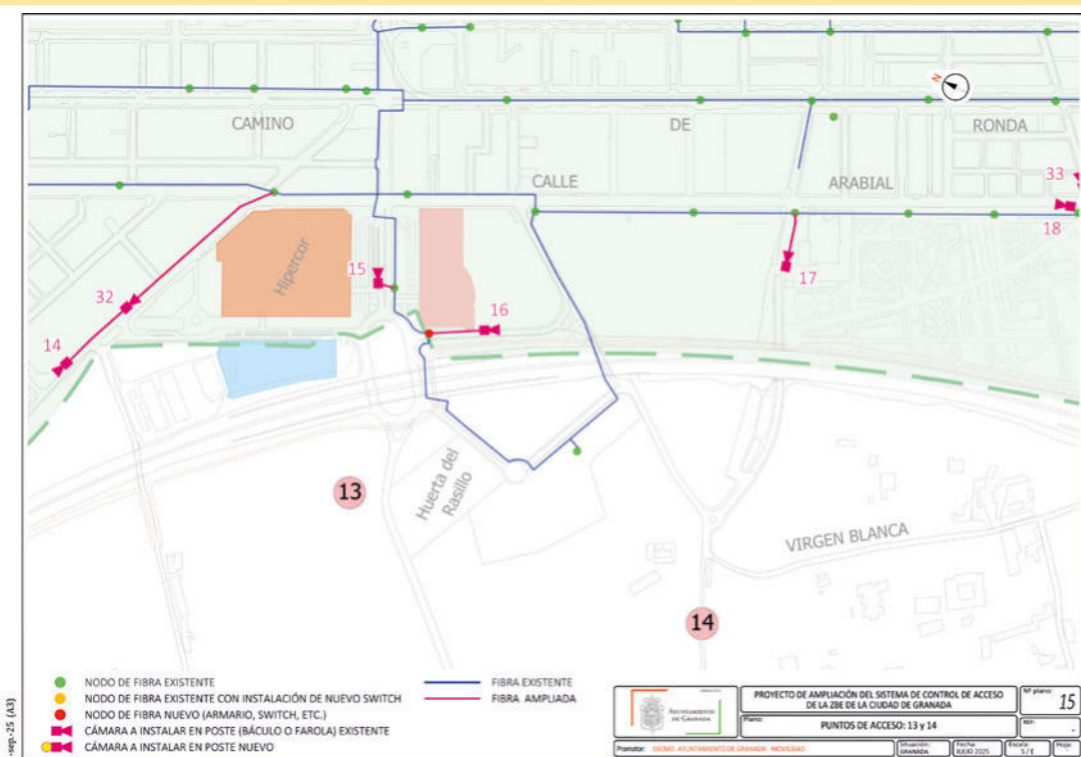 N
CAMINO
DE
RONDA
CALLE
ARABIAL
33
18
15
Hipercor
32
16
17
14
13
Huerta del
Rasillo
VIRGEN BLANCA
14
NODO DE FIBRA EXISTENTE
NODO DE FIBRA EXISTENTE CON INSTALACIÓN DE NUEVO SWITCH
NODO DE FIBRA NUEVO (ARMARIO, SWITCH, ETC.)
CÁMARA A INSTALAR EN POSTE (BÁCULO O FAROLA) EXISTENTE
CÁMARA A INSTALAR EN POSTE NUEVO
FIBRA EXISTENTE
FIBRA AMPLIADA
AYUNTAMIENTO
DE GRANADA
PROYECTO DE AMPLIACIÓN DEL SISTEMA DE CONTROL DE ACCESO
DE LA ZBE DE LA CIUDAD DE GRANADA
Nº plano:
15
Plano:
PUNTOS DE ACCESO: 13 y 14
REF:
-
Promotor: EXCMO. AYUNTAMIENTO DE GRANADA - MOVILIDAD
Situación:
GRANADA
Fecha:
JULIO 2025
Escala:
S / E
Hoja:
-sep.-25 (A3)